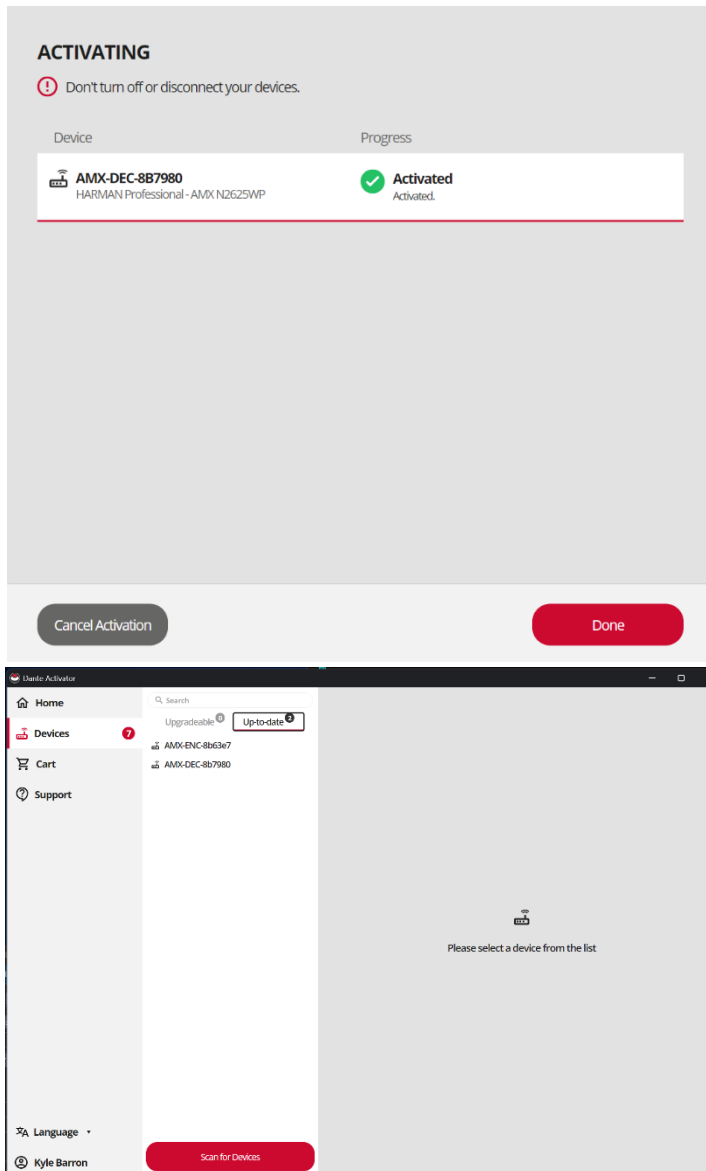 ACTIVATING
Don't turn off or disconnect your devices.
Device Progress
AMX-DEC-8B7980 Activated
HARMAN Professional - AMX N2625WP Activated.
Cancel Activation Done
Dante Activator
Home
Search
Upgradeable 0 Up-to-date 2
Devices 7
AMX-ENC-8b63e7
Cart
AMX-DEC-8b7980
Support
Please select a device from the list
Language
Scan for Devices
Kyle Barron